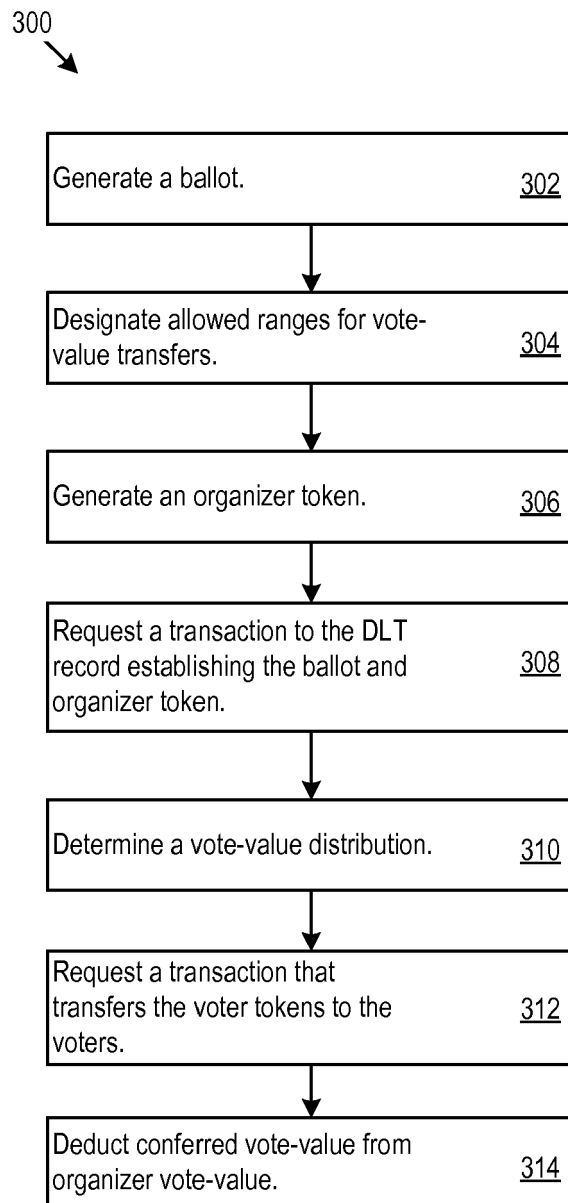 300
Generate a ballot.
302
Designate allowed ranges for vote-
value transfers.
304
Generate an organizer token.
306
Request a transaction to the DLT
record establishing the ballot and
organizer token.
308
Determine a vote-value distribution.
310
Request a transaction that
transfers the voter tokens to the
voters.
312
Deduct conferred vote-value from
organizer vote-value.
314